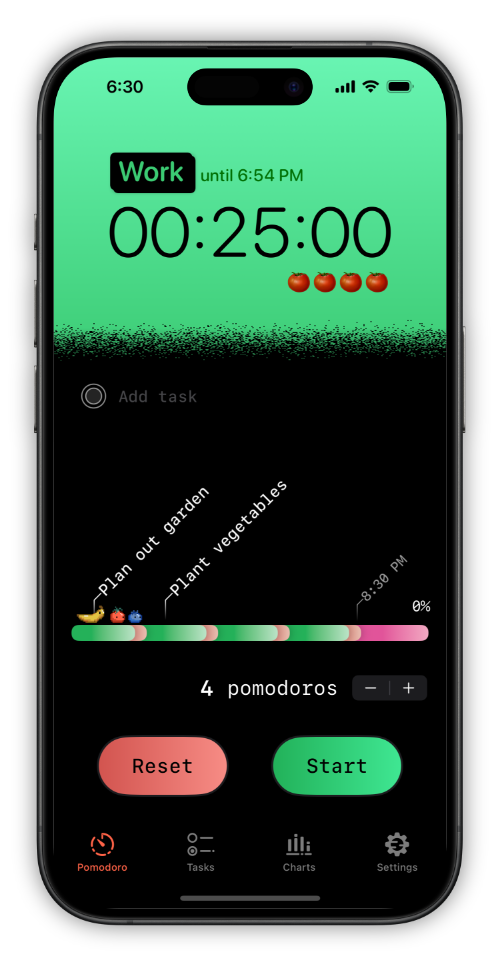 6:30
Work until 6:54 PM
00:25:00
Add task
Plan out garden
Plant vegetables
8:30 PM
0%
4 pomodoros − +
Reset Start
Pomodoro Tasks Charts Settings